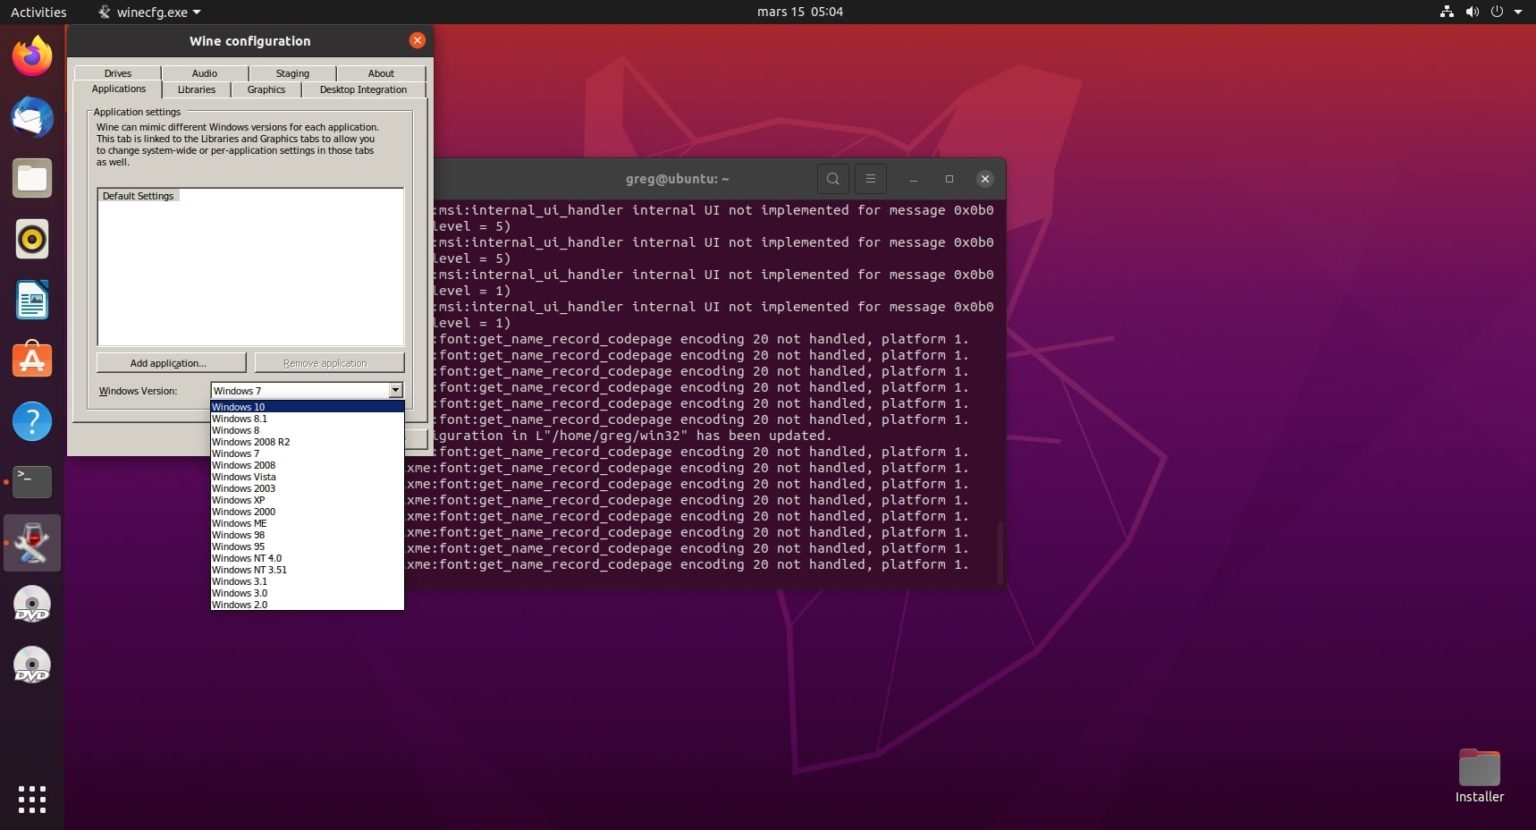 Activities
winecfg.exe
mars 15 05:04
Wine configuration
Drives
Audio
Staging
About
Applications
Libraries
Graphics
Desktop Integration
Application settings
Wine can mimic different Windows versions for each application.
This tab is linked to the Libraries and Graphics tabs to allow you
to change system-wide or per-application settings in those tabs
as well.
Default Settings
Add application...
Remove application
Windows Version:
Windows 7
Windows 10
Windows 8.1
Windows 8
Windows 2008 R2
Windows 7
Windows 2008
Windows Vista
Windows 2003
Windows XP
Windows 2000
Windows ME
Windows 98
Windows 95
Windows NT 4.0
Windows NT 3.51
Windows 3.1
Windows 3.0
Windows 2.0
greg@ubuntu: ~
:msi:internal_ui_handler internal UI not implemented for message 0x0b0
level = 5)
:msi:internal_ui_handler internal UI not implemented for message 0x0b0
level = 5)
:msi:internal_ui_handler internal UI not implemented for message 0x0b0
level = 1)
:msi:internal_ui_handler internal UI not implemented for message 0x0b0
level = 1)
:font:get_name_record_codepage encoding 20 not handled, platform 1.
:font:get_name_record_codepage encoding 20 not handled, platform 1.
:font:get_name_record_codepage encoding 20 not handled, platform 1.
:font:get_name_record_codepage encoding 20 not handled, platform 1.
:font:get_name_record_codepage encoding 20 not handled, platform 1.
:font:get_name_record_codepage encoding 20 not handled, platform 1.
iguration in L"/home/greg/win32" has been updated.
:font:get_name_record_codepage encoding 20 not handled, platform 1.
xme:font:get_name_record_codepage encoding 20 not handled, platform 1.
xme:font:get_name_record_codepage encoding 20 not handled, platform 1.
xme:font:get_name_record_codepage encoding 20 not handled, platform 1.
xme:font:get_name_record_codepage encoding 20 not handled, platform 1.
xme:font:get_name_record_codepage encoding 20 not handled, platform 1.
xme:font:get_name_record_codepage encoding 20 not handled, platform 1.
xme:font:get_name_record_codepage encoding 20 not handled, platform 1.
DVD
DVD
Installer